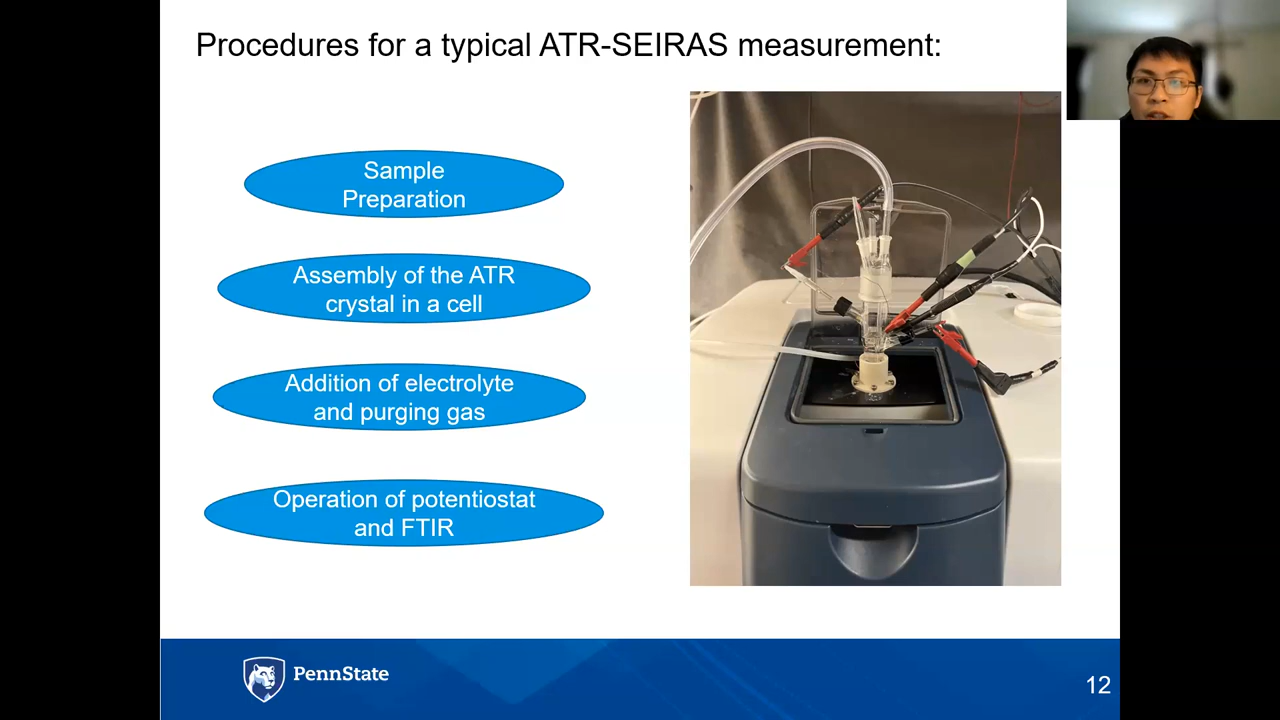 Procedures for a typical ATR-SEIRAS measurement:
Sample
Preparation
Assembly of the ATR
crystal in a cell
Addition of electrolyte
and purging gas
Operation of potentiostat
and FTIR
PennState
12